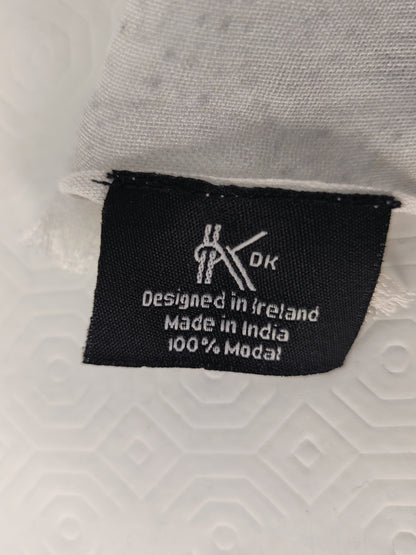 DK
Designed in Ireland
Made in India
100% Modal